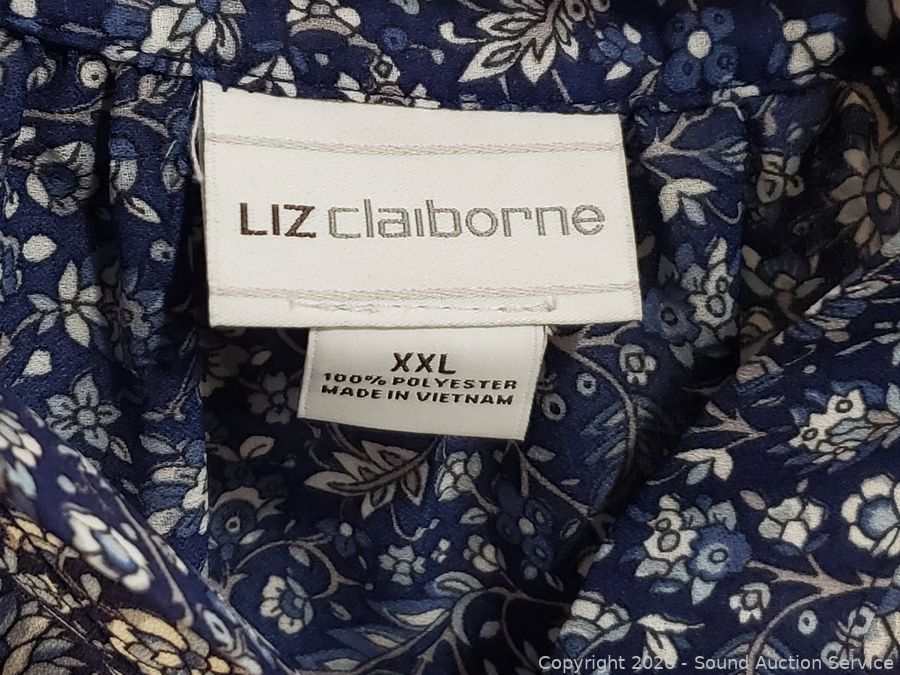 LIZ claiborne
XXL
100% POLYESTER
MADE IN VIETNAM
Copyright 2020 - Sound Auction Service